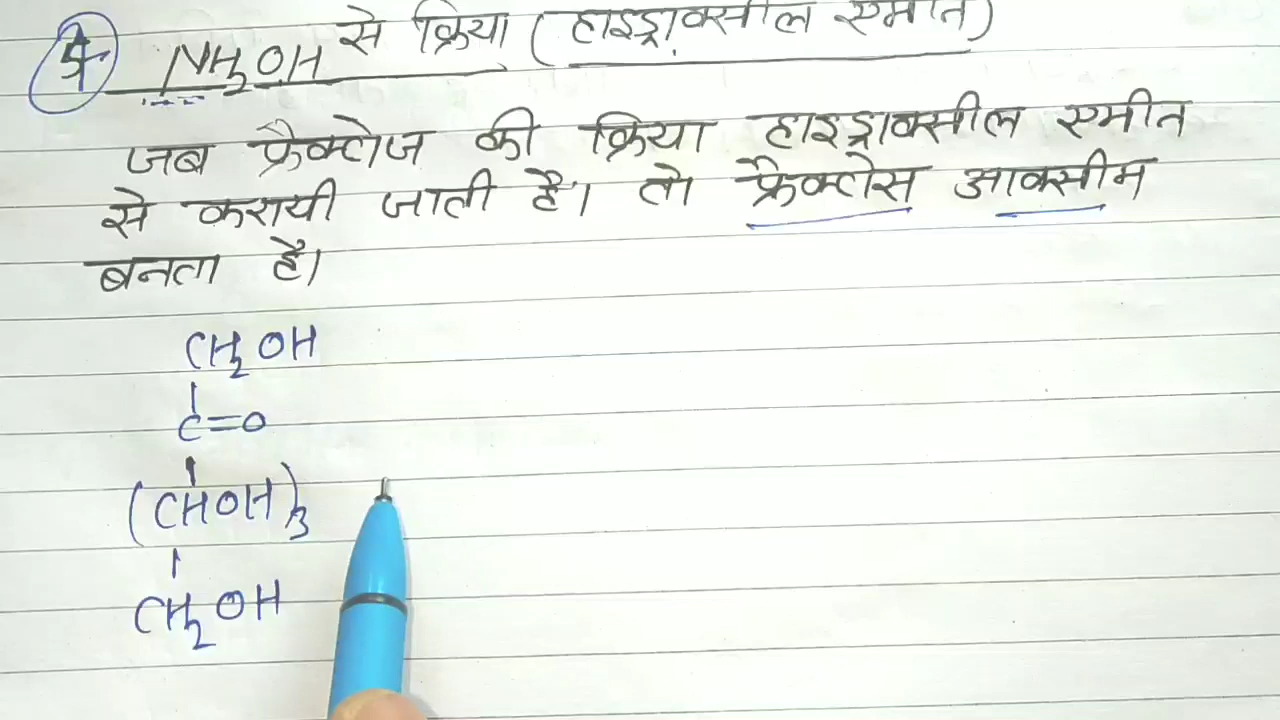 5 NH₂OH से क्रिया (हाइड्राक्सील एमीन)
जब फ्रैक्टोज की क्रिया हाइड्राक्सील एमीन
से करायी जाती है। तो फ्रैक्टोस आक्सीम
बनता है।
CH₂OH
|
C=O
|
(CHOH)₃
|
CH₂OH